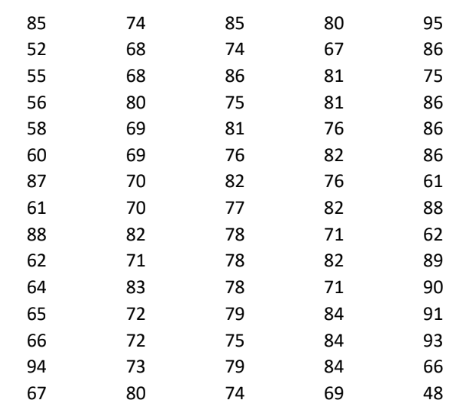 85 74 85 80 95
52 68 74 67 86
55 68 86 81 75
56 80 75 81 86
58 69 81 76 86
60 69 76 82 86
87 70 82 76 61
61 70 77 82 88
88 82 78 71 62
62 71 78 82 89
64 83 78 71 90
65 72 79 84 91
66 72 75 84 93
94 73 79 84 66
67 80 74 69 48